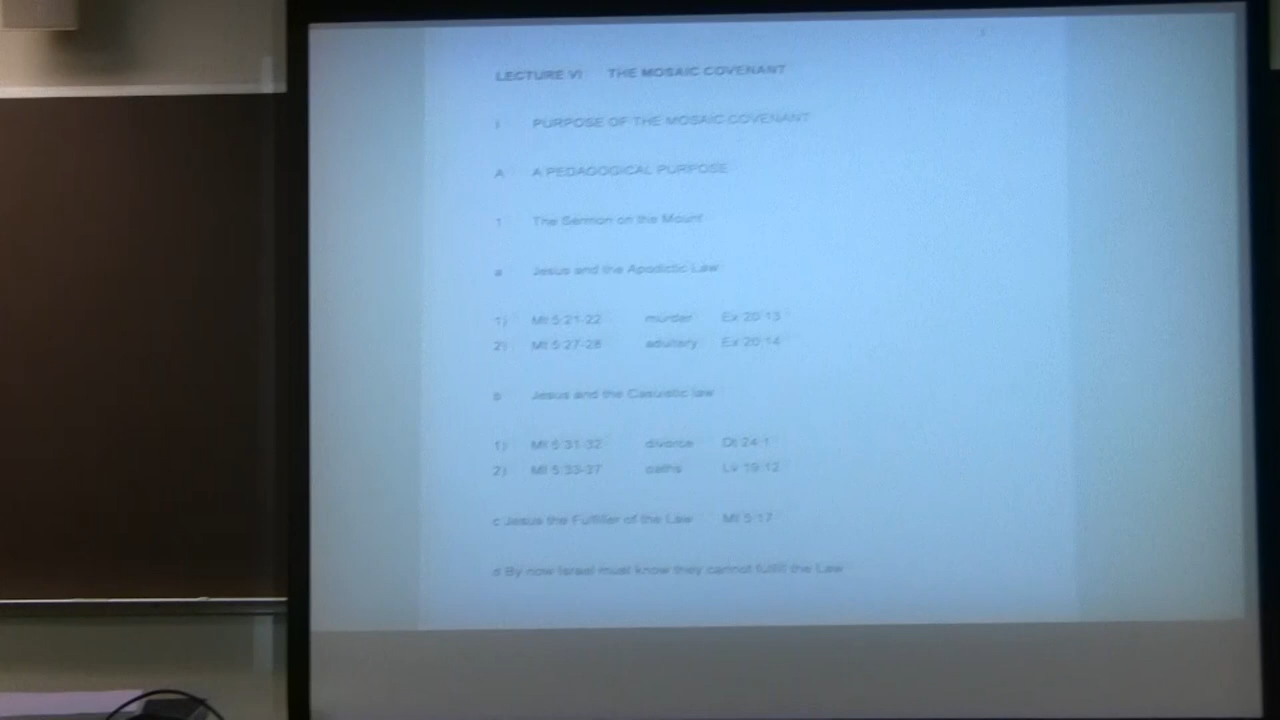 LECTURE VI THE MOSAIC COVENANT
I PURPOSE OF THE MOSAIC COVENANT
A A PEDAGOGICAL PURPOSE
1 The Sermon on the Mount
a Jesus and the Apodictic Law
1) Mt 5:21-22 murder Ex 20:13
2) Mt 5:27-28 adultery Ex 20:14
b Jesus and the Casuistic law
1) Mt 5:31-32 divorce Dt 24:1
2) Mt 5:33-37 oaths Lv 19:12
c Jesus the Fulfiller of the Law Mt 5:17
d By now Israel must know they cannot fulfill the Law